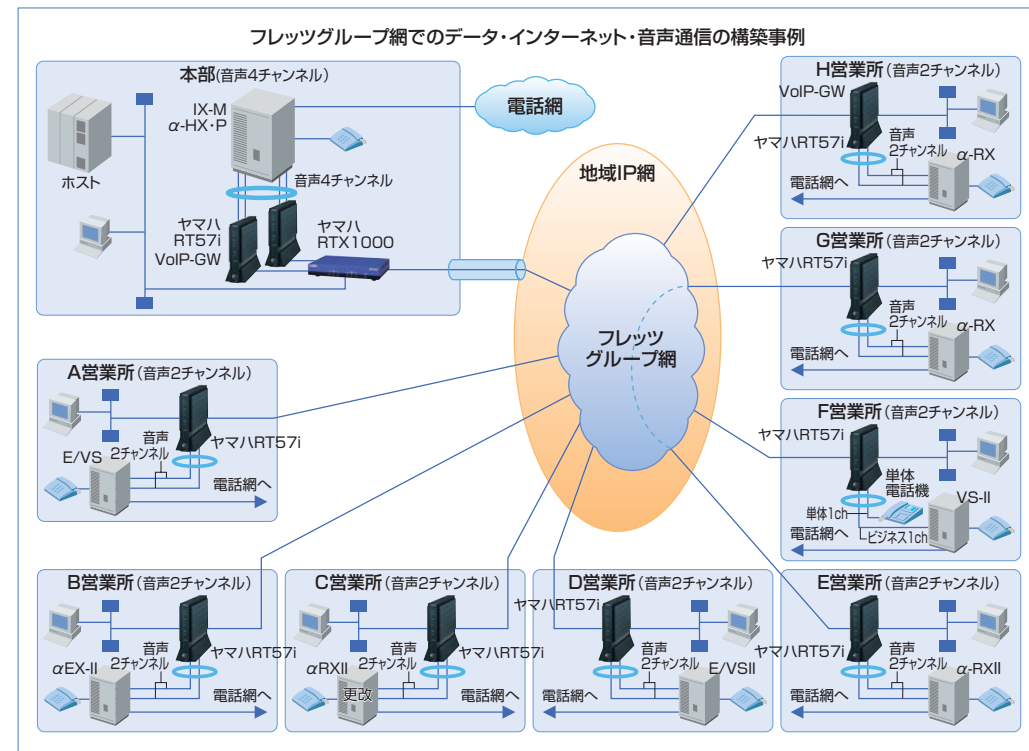 フレッツグループ網でのデータ・インターネット・音声通信の構築事例
本部(音声4チャンネル)
IX-M
α-HX・P
電話網
ホスト
音声4チャンネル
ヤマハ
RT57i
VoIP-GW
ヤマハ
RTX1000
地域IP網
フレッツ
グループ網
H営業所(音声2チャンネル)
VoIP-GW
ヤマハRT57i
音声
2チャンネル
α-RX
電話網へ
G営業所(音声2チャンネル)
ヤマハRT57i
音声
2チャンネル
α-RX
電話網へ
A営業所(音声2チャンネル)
E/VS
音声
2チャンネル
ヤマハRT57i
電話網へ
F営業所(音声2チャンネル)
ヤマハRT57i
単体
電話機
VS-II
単体1ch
電話網へ
ビジネス1ch
B営業所(音声2チャンネル)
αEX-II
音声
2チャンネル
ヤマハRT57i
電話網へ
C営業所(音声2チャンネル)
αRXII
更改
音声
2チャンネル
ヤマハRT57i
電話網へ
D営業所(音声2チャンネル)
ヤマハRT57i
音声
2チャンネル
E/VSII
電話網へ
E営業所(音声2チャンネル)
ヤマハRT57i
音声
2チャンネル
α-RXII
電話網へ